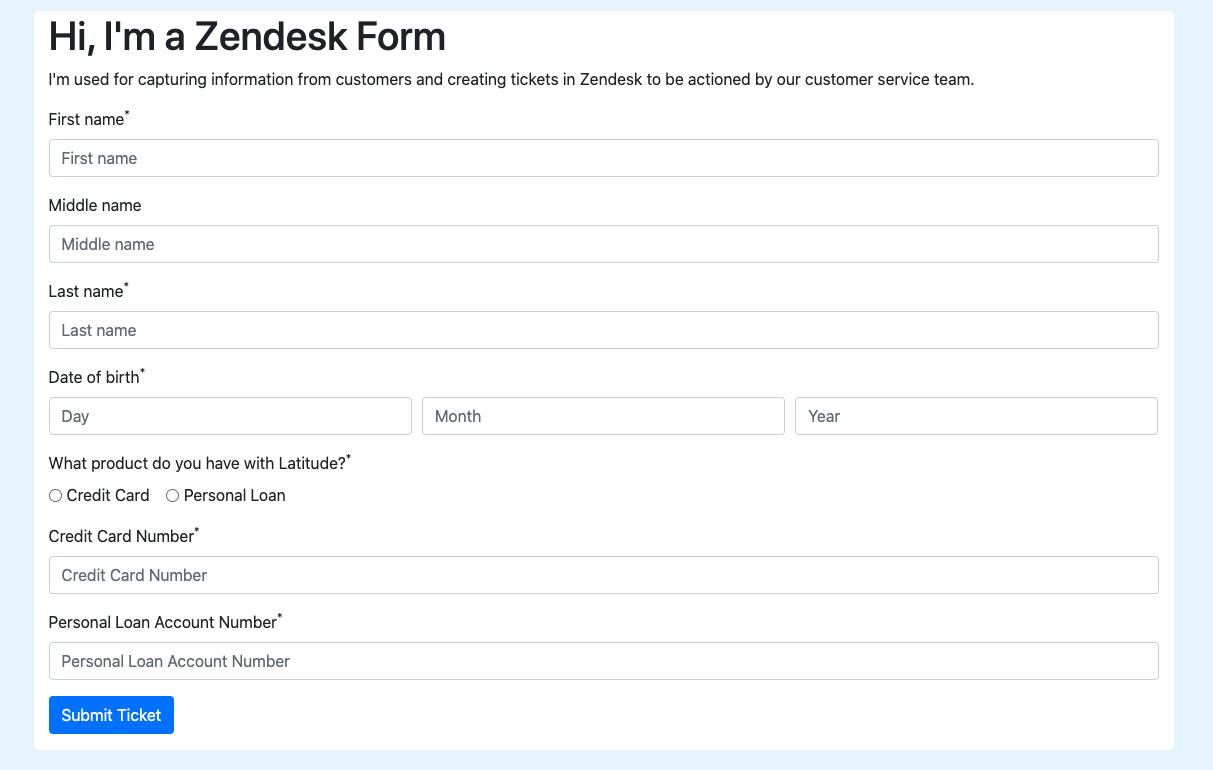 Hi, I'm a Zendesk Form
I'm used for capturing information from customers and creating tickets in Zendesk to be actioned by our customer service team.
First name*
First name
Middle name
Middle name
Last name*
Last name
Date of birth*
Day Month Year
What product do you have with Latitude?*
Credit Card Personal Loan
Credit Card Number*
Credit Card Number
Personal Loan Account Number*
Personal Loan Account Number
Submit Ticket